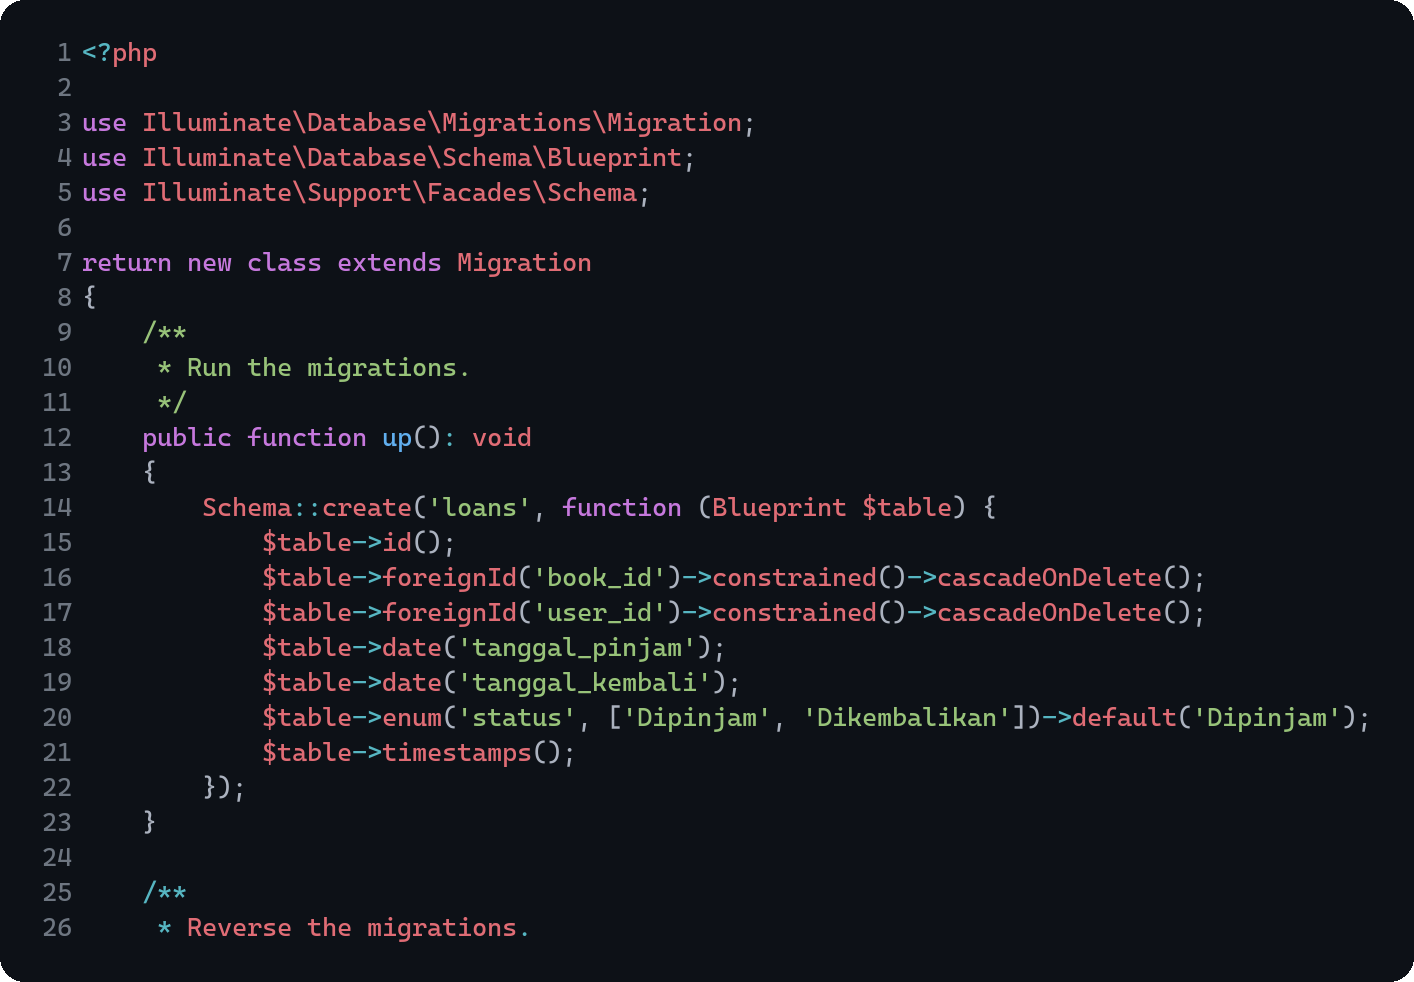 1 <?php
2
3 use Illuminate\Database\Migrations\Migration;
4 use Illuminate\Database\Schema\Blueprint;
5 use Illuminate\Support\Facades\Schema;
6
7 return new class extends Migration
8 {
9     /**
10      * Run the migrations.
11      */
12     public function up(): void
13     {
14         Schema::create('loans', function (Blueprint $table) {
15             $table->id();
16             $table->foreignId('book_id')->constrained()->cascadeOnDelete();
17             $table->foreignId('user_id')->constrained()->cascadeOnDelete();
18             $table->date('tanggal_pinjam');
19             $table->date('tanggal_kembali');
20             $table->enum('status', ['Dipinjam', 'Dikembalikan'])->default('Dipinjam');
21             $table->timestamps();
22         });
23     }
24
25     /**
26      * Reverse the migrations.